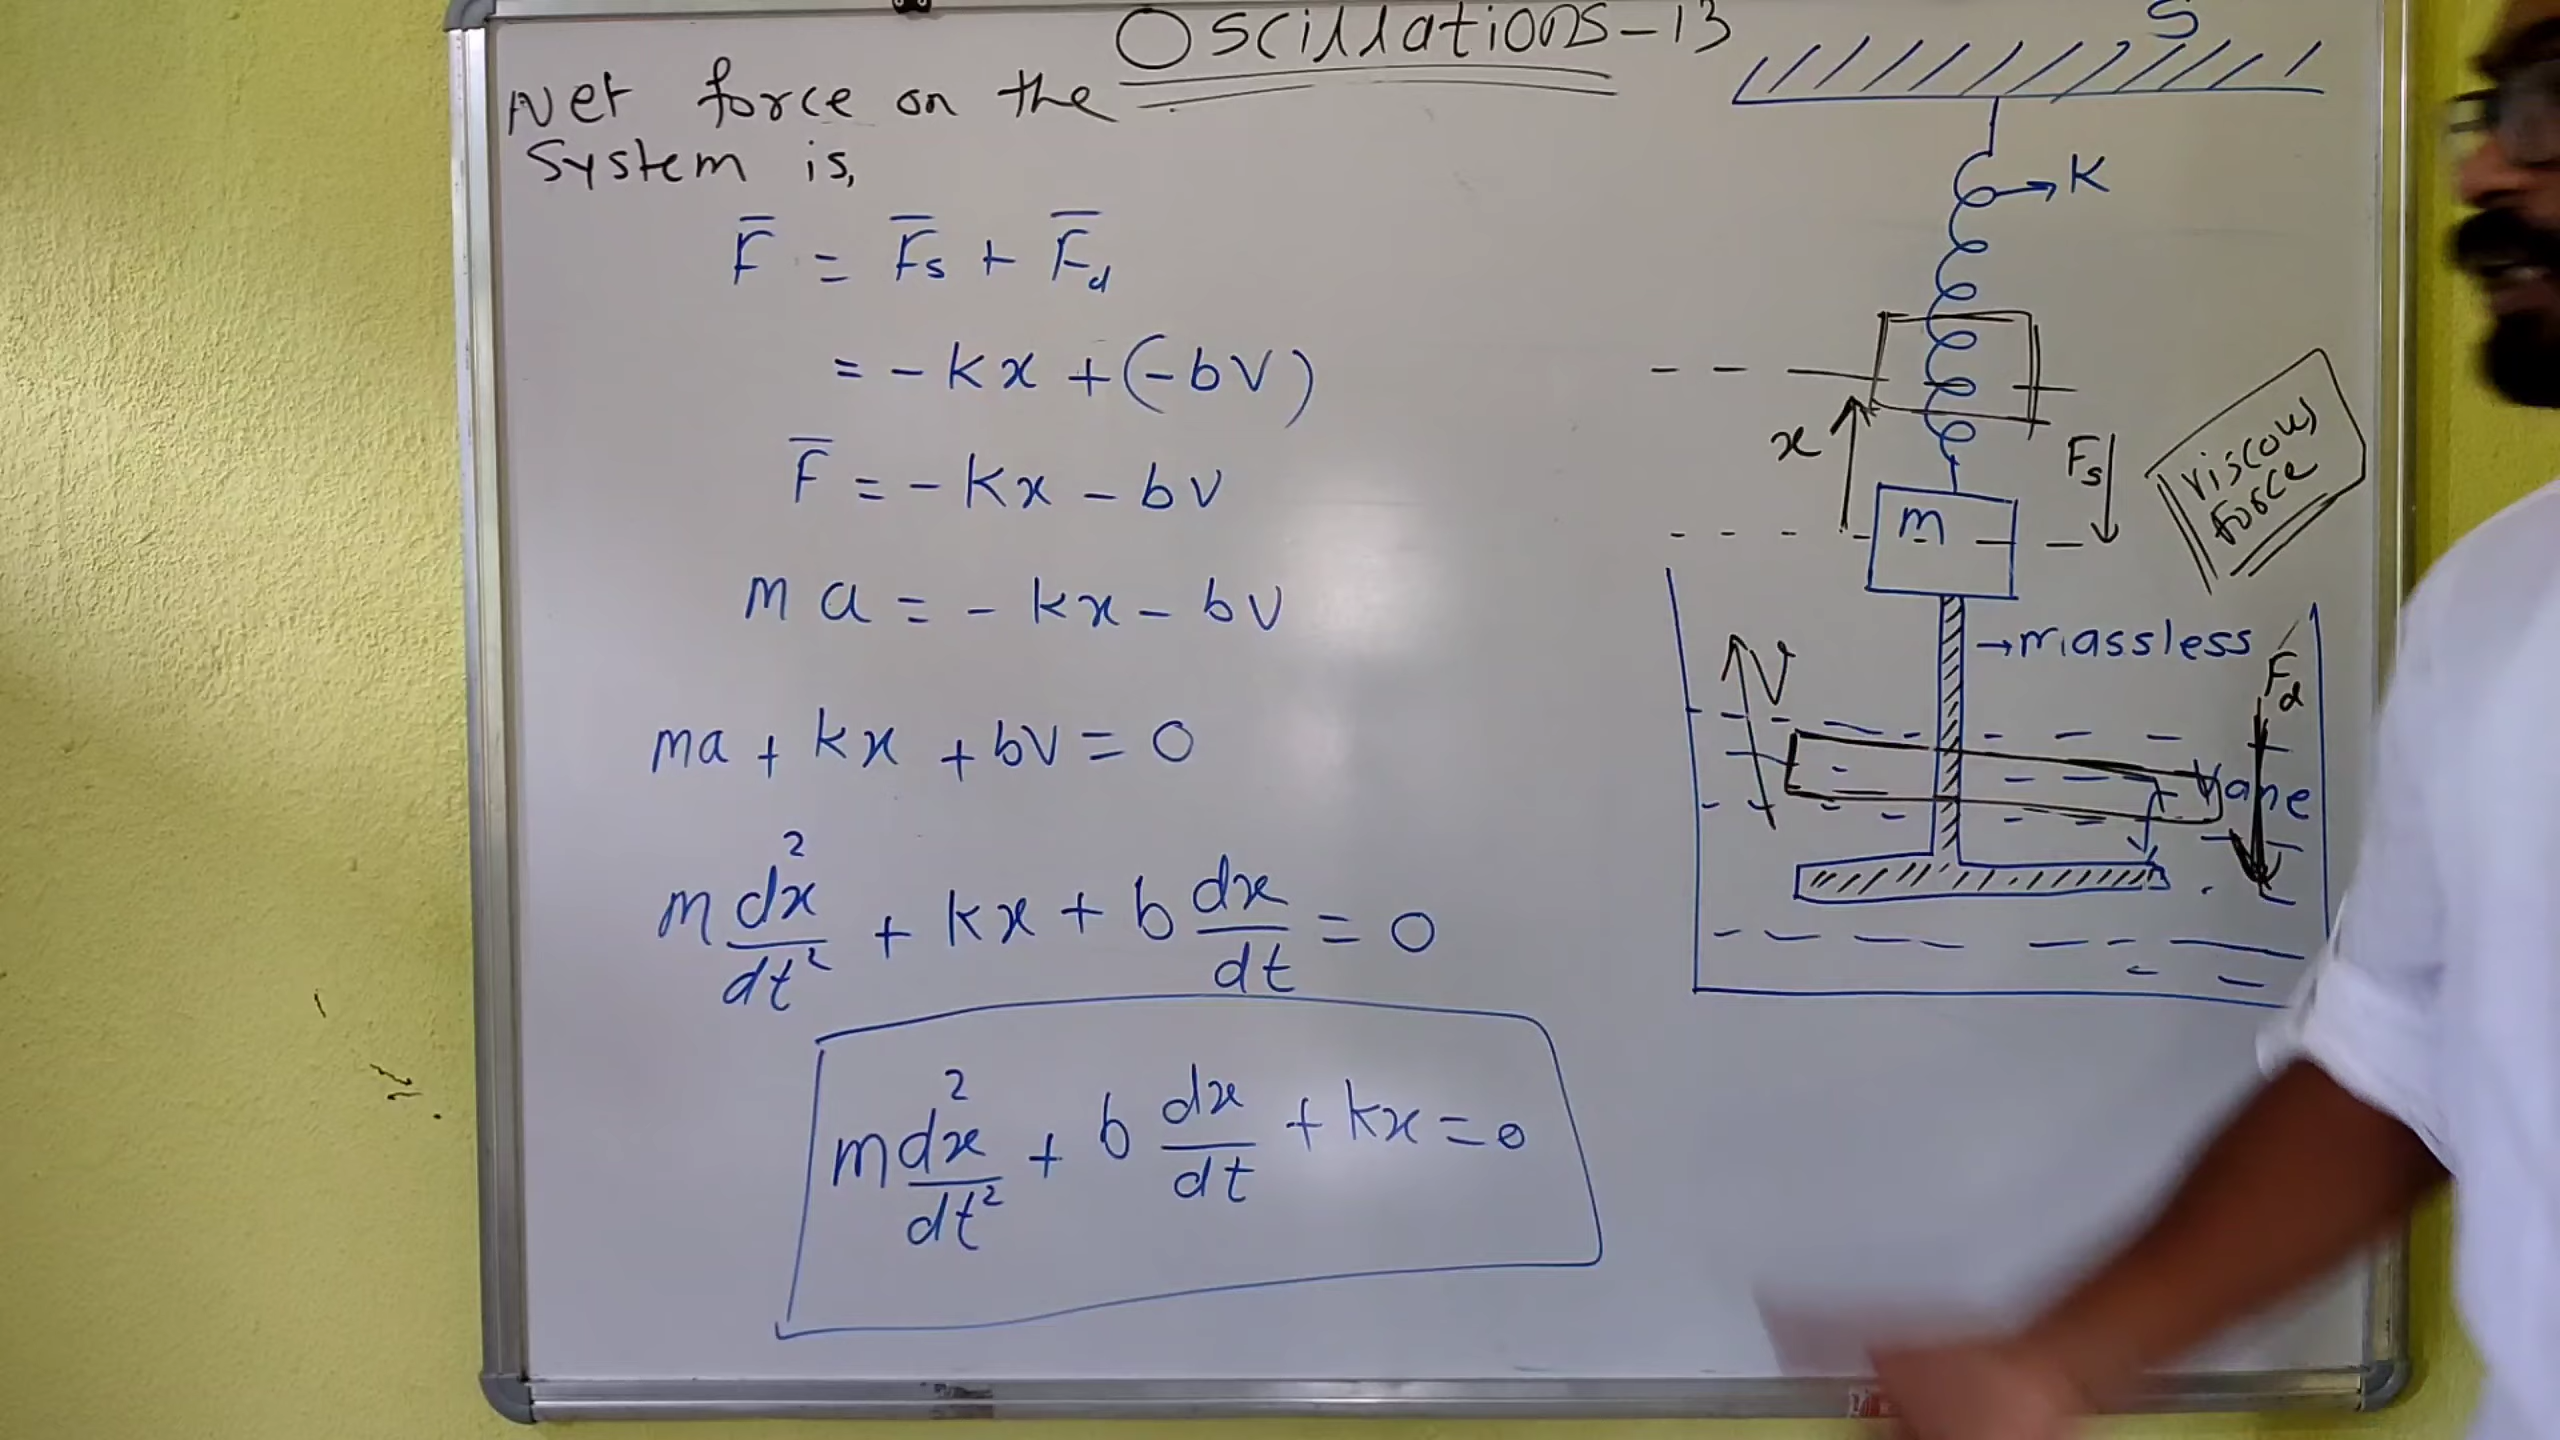 Oscillations-13
Net force on the
System is,
F̅ = F̅s + F̅d
= - kx + (-bv)
F̅ = - kx - bv
ma = - kx - bv
ma + kx + bv = 0
m d²x/dt² + kx + b dx/dt = 0
m d²x/dt² + b dx/dt + kx = 0
S
K
x
Fs
viscous
force
m
→massless
V
Fd
Vane